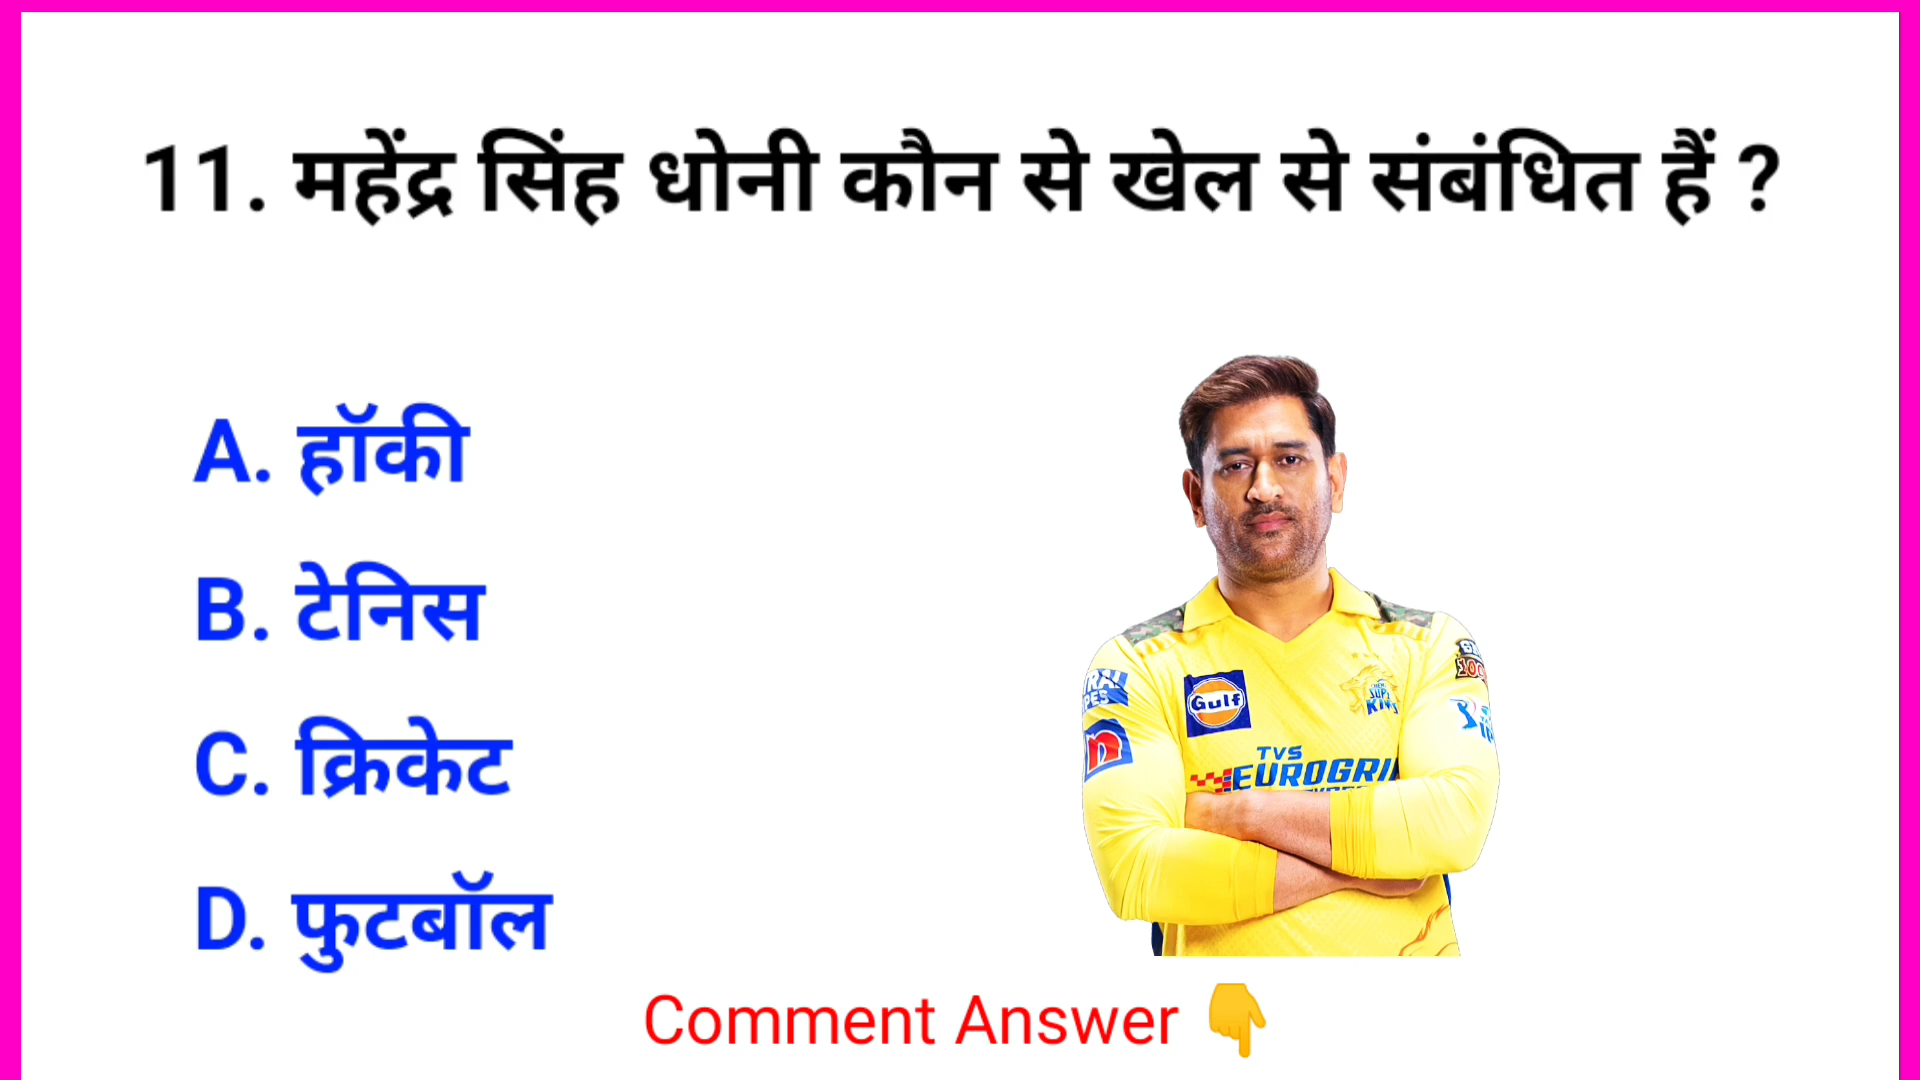 11. महेंद्र सिंह धोनी कौन से खेल से संबंधित हैं ?
A. हॉकी
B. टेनिस
C. क्रिकेट
D. फुटबॉल
Gulf
TVS
EUROGRI
Comment Answer 👇